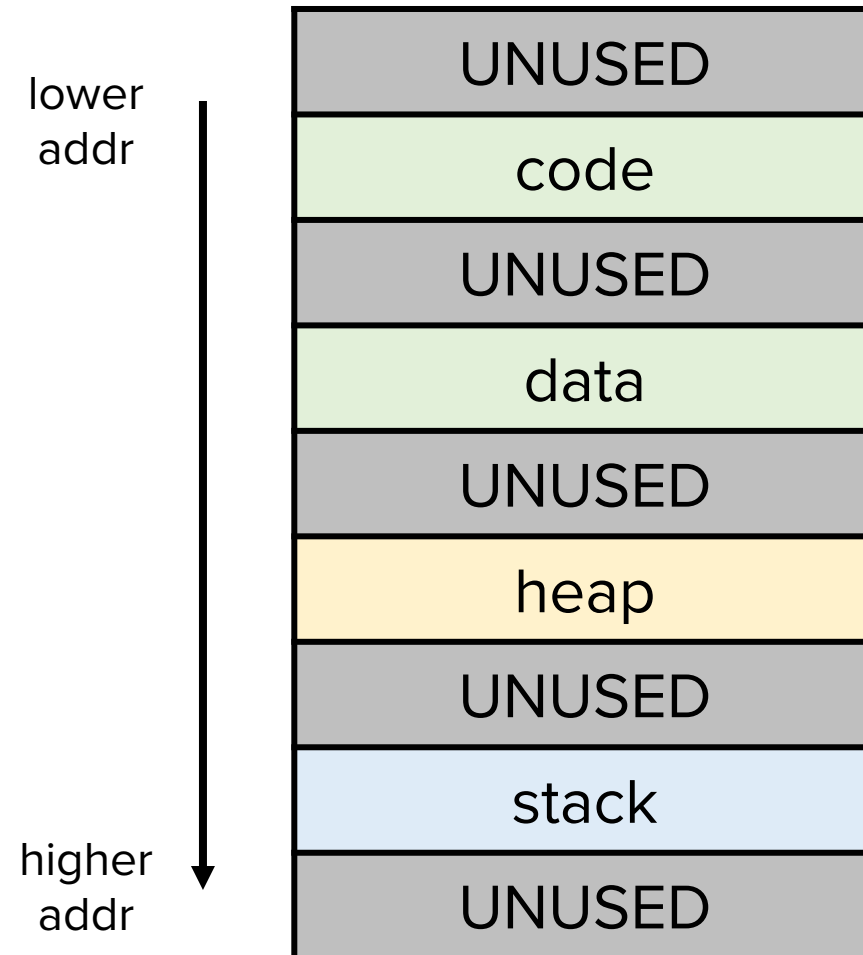 UNUSED
lower
addr
code
UNUSED
data
UNUSED
heap
UNUSED
stack
higher
addr
UNUSED